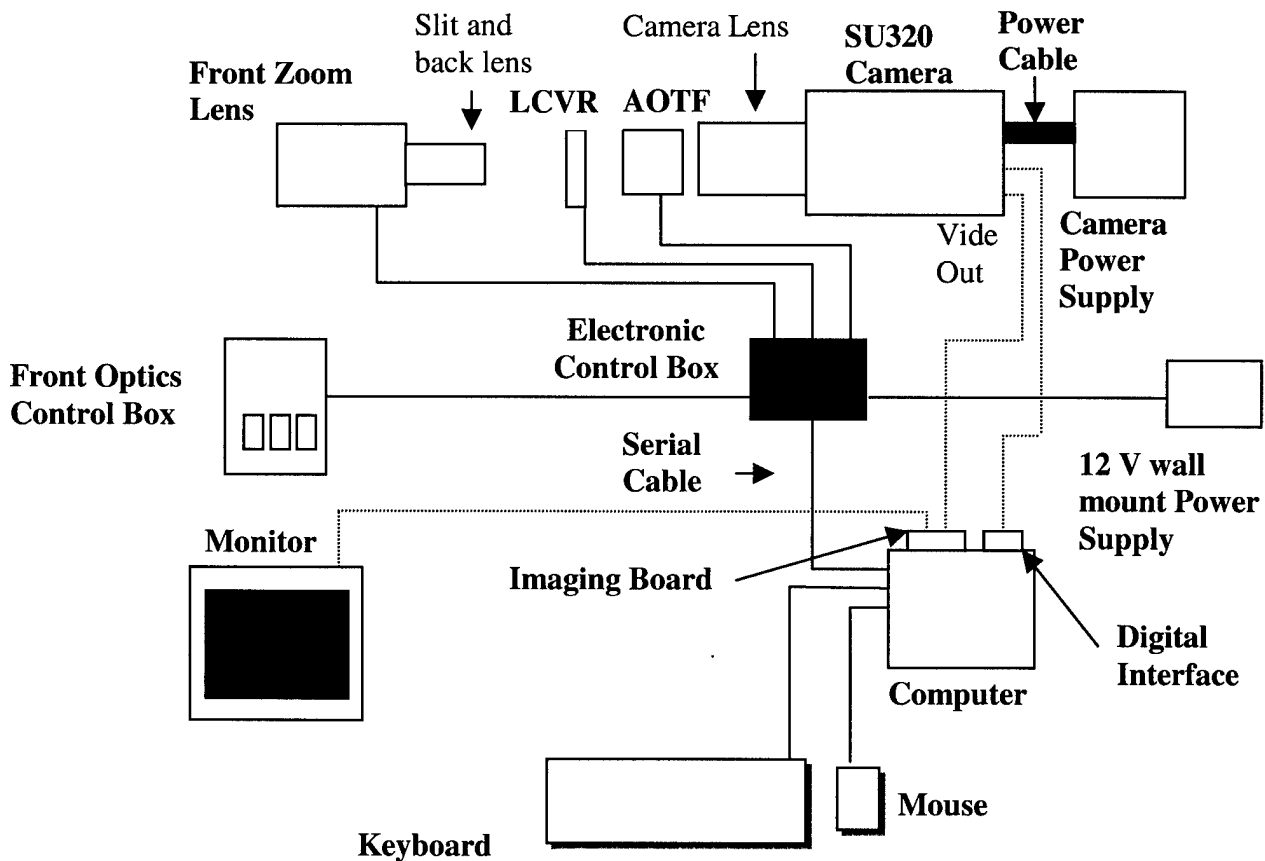 Slit and
back lens
Camera Lens
SU320
Camera
Power
Cable
Front Zoom
Lens
LCVR
AOTF
Vide
Out
Camera
Power
Supply
Electronic
Control Box
Front Optics
Control Box
Serial
Cable
12 V wall
mount Power
Supply
Monitor
Imaging Board
Digital
Interface
Computer
Mouse
Keyboard